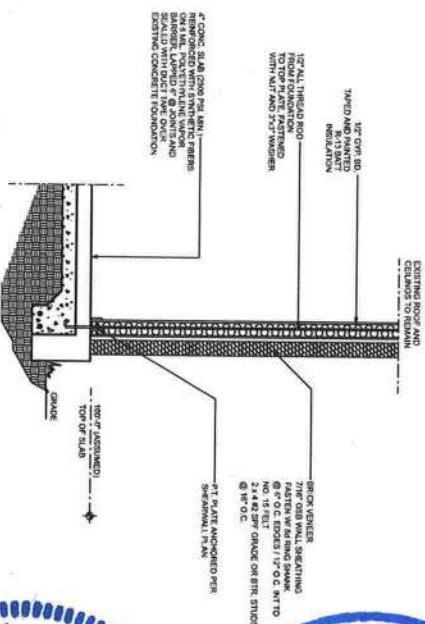 EXISTING ROOF AND
CEILINGS TO REMAIN
1/2" GYP. BD.
TAPED AND PAINTED
R-13 BATT
INSULATION
1/2" ALL THREAD ROD
FROM FOUNDATION
TO TOP PLATE, FASTENED
WITH NUT AND 3"x3" WASHER
4" CONC. SLAB (2500 PSI, MIN.)
REINFORCED WITH SYNTHETIC FIBERS
ON 6 MIL. POLYETHYLENE VAPOR
BARRIER, LAPPED 6" @ JOINTS AND
SEALED WITH DUCT TAPE OVER
EXISTING CONCRETE FOUNDATION
BRICK VENEER
7/16" OSB WALL SHEATHING
FASTEN W/ 8d RING SHANK
@ 6" O.C. EDGES / 12" O.C. INT TO
NO. 15 FELT
2 x 4 #2 SPF GRADE OR BTR. STUDS
@ 16" O.C.
P.T. PLATE ANCHORED PER
SHEARWALL PLAN
100'-0" (ASSUMED)
TOP OF SLAB
GRADE